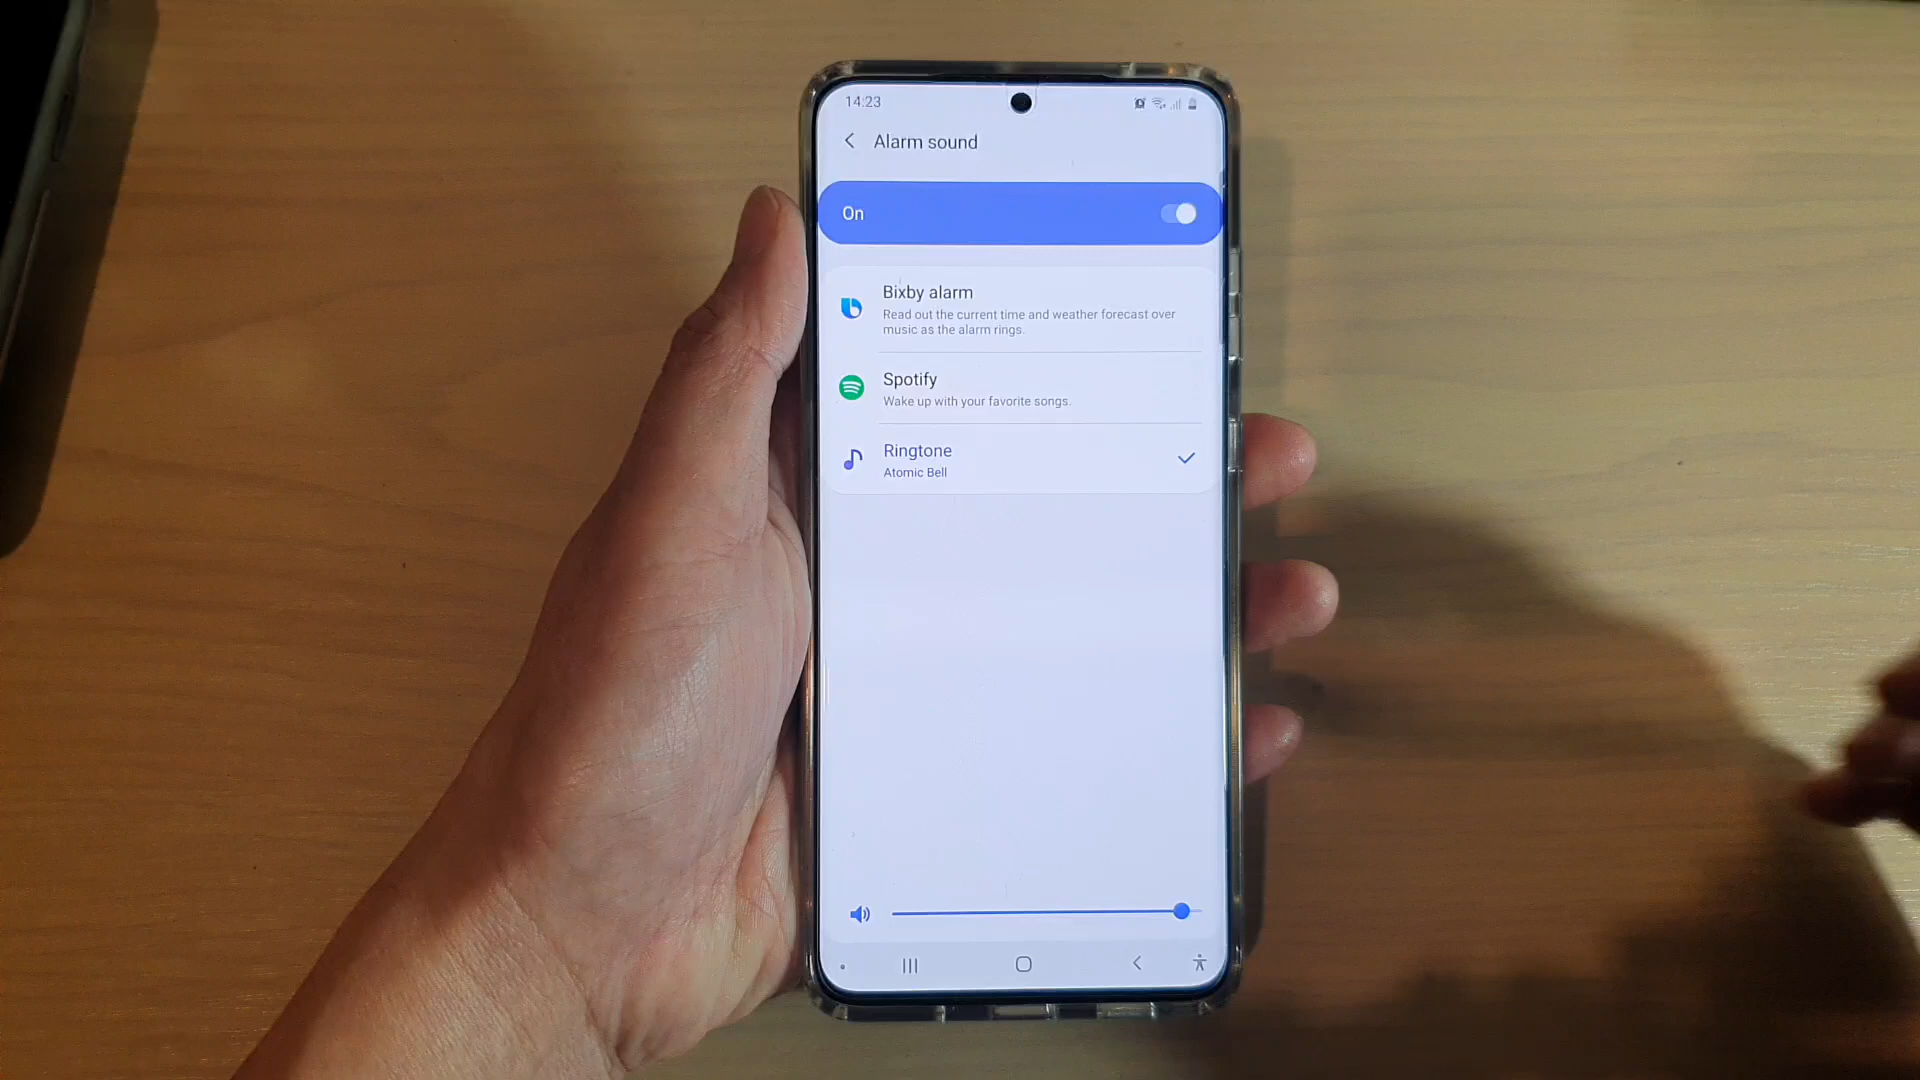 14:23
Alarm sound
On
Bixby alarm
Read out the current time and weather forecast over
music as the alarm rings.
Spotify
Wake up with your favorite songs.
Ringtone
Atomic Bell